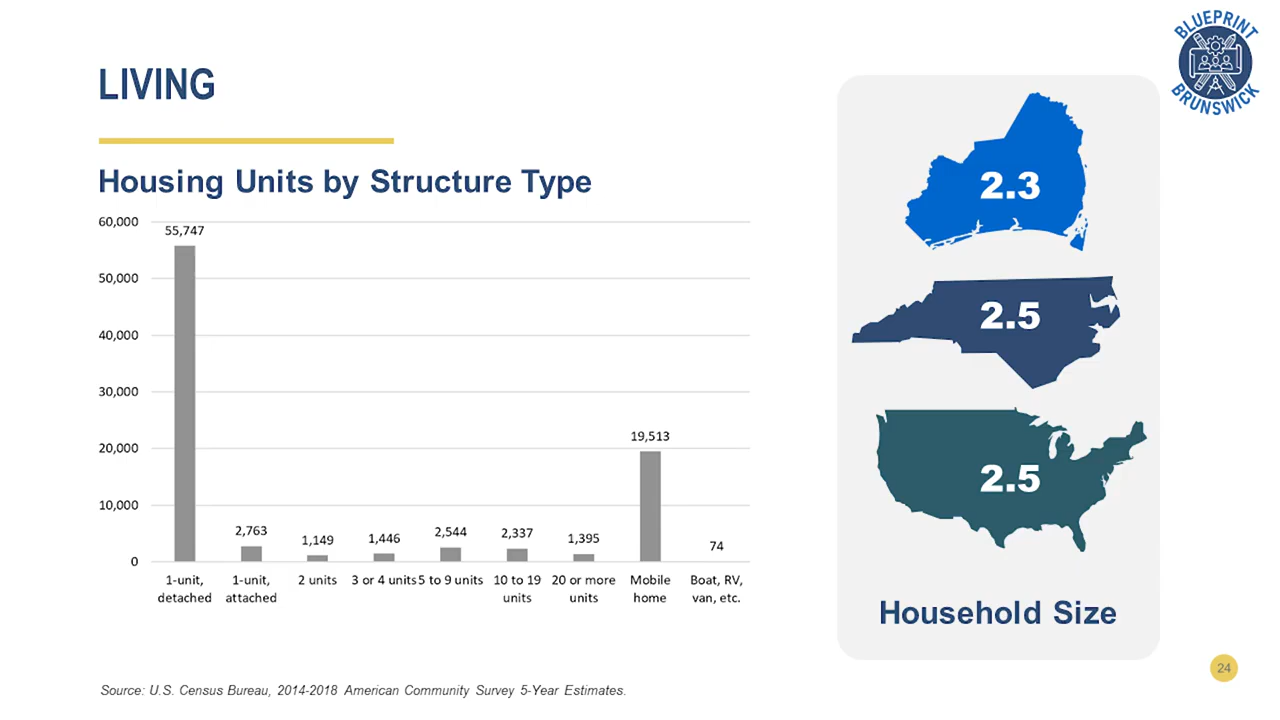 BLUEPRINT
BRUNSWICK
LIVING
Housing Units by Structure Type
60,000
50,000
40,000
30,000
20,000
10,000
0
55,747
2,763
1,149
1,446
2,544
2,337
1,395
19,513
74
1-unit,
detached
1-unit,
attached
2 units
3 or 4 units
5 to 9 units
10 to 19
units
20 or more
units
Mobile
home
Boat, RV,
van, etc.
2.3
2.5
2.5
Household Size
Source: U.S. Census Bureau, 2014-2018 American Community Survey 5-Year Estimates.
24